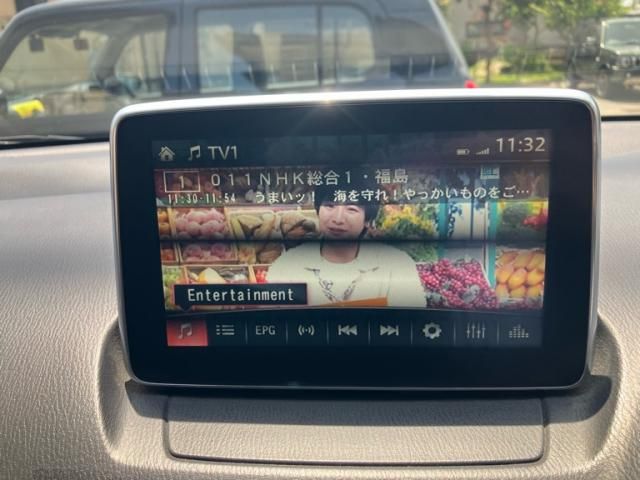 TV1
11:32
1 011NHK総合1・福島
11:30-11:54 うまいッ! 海を守れ!やっかいものをご…
Entertainment
EPG